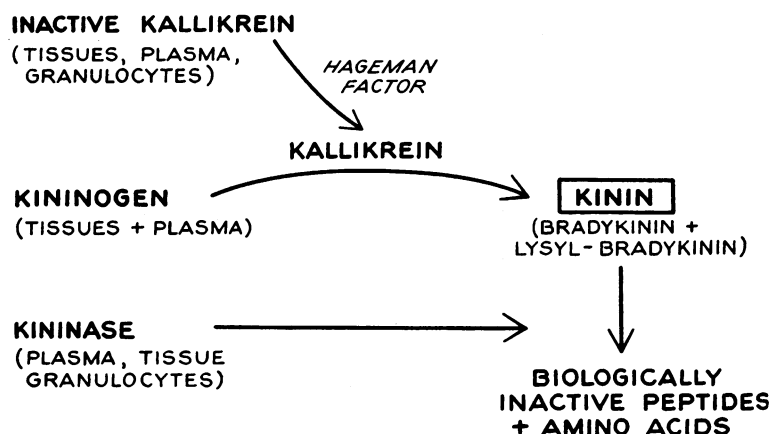 INACTIVE KALLIKREIN
(TISSUES, PLASMA,
GRANULOCYTES)
HAGEMAN
FACTOR
KALLIKREIN
KININOGEN
(TISSUES + PLASMA)
KININ
(BRADYKININ +
LYSYL-BRADYKININ)
KININASE
(PLASMA, TISSUE
GRANULOCYTES)
BIOLOGICALLY
INACTIVE PEPTIDES
+ AMINO ACIDS